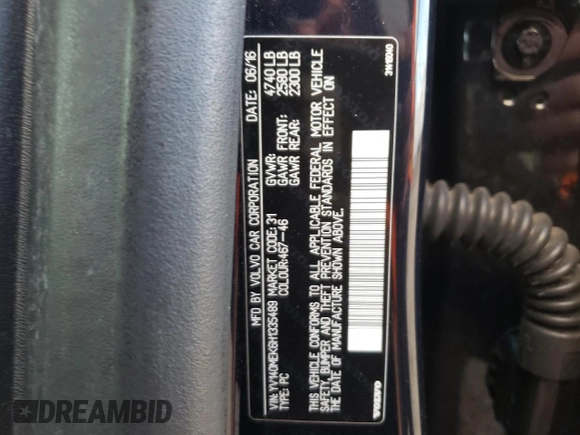 MFD BY VOLVO CAR CORPORATION DATE: 06/16
VIN: YV140MEK6H1335489 MARKET CODE: 31 GVWR: 4740 LB
TYPE: PC COLOUR:467-46 GAWR FRONT: 2580 LB
GAWR REAR: 2300 LB
THIS VEHICLE CONFORMS TO ALL APPLICABLE FEDERAL MOTOR VEHICLE
SAFETY, BUMPER AND THEFT PREVENTION STANDARDS IN EFFECT ON
THE DATE OF MANUFACTURE SHOWN ABOVE.
VOLVO
DREAMBID